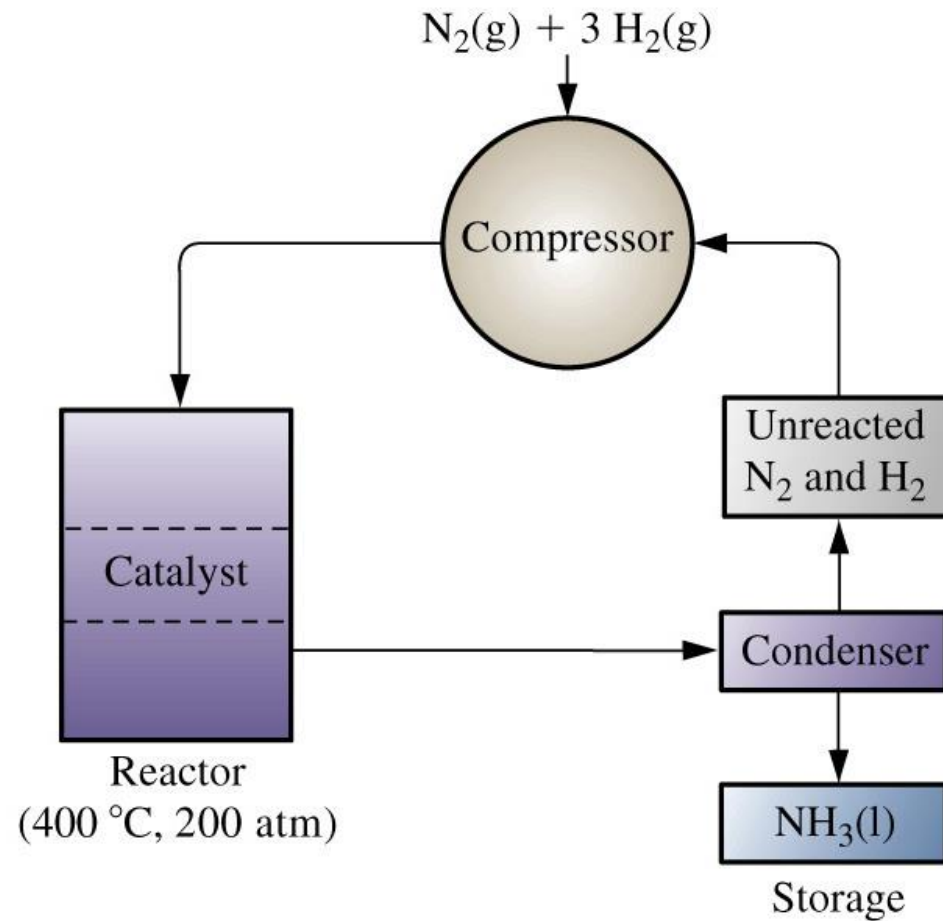 N₂(g) + 3 H₂(g)
Compressor
Unreacted
N₂ and H₂
Catalyst
Condenser
Reactor
(400 °C, 200 atm)
NH₃(l)
Storage